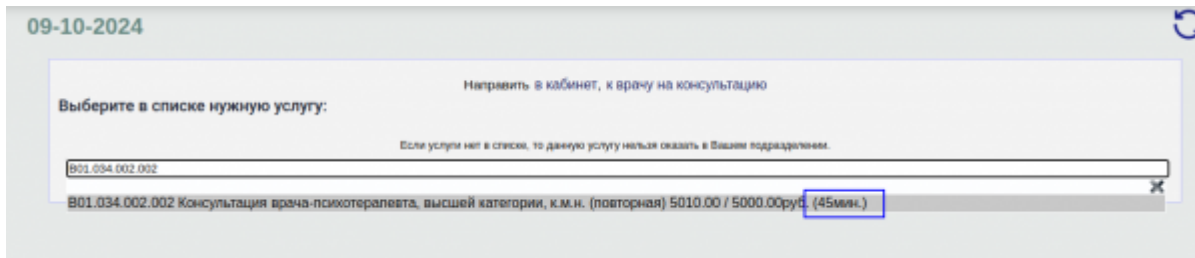 09-10-2024
Направить в кабинет, к врачу на консультацию
Выберите в списке нужную услугу:
Если услуги нет в списке, то данную услугу нельзя оказать в Вашем подразделении.
B01.034.002.002
B01.034.002.002 Консультация врача-психотерапевта, высшей категории, к.м.н. (повторная) 5010.00 / 5000.00руб. (45мин.)